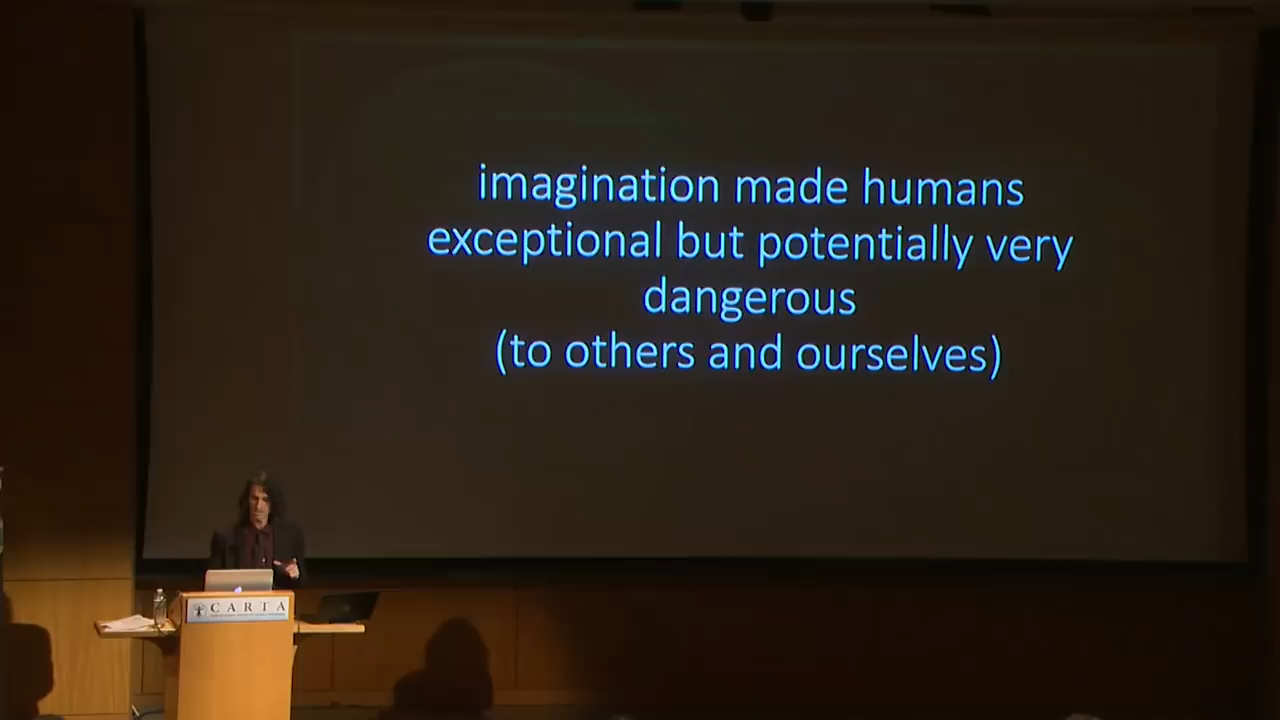 imagination made humans
exceptional but potentially very
dangerous
(to others and ourselves)
CARTA